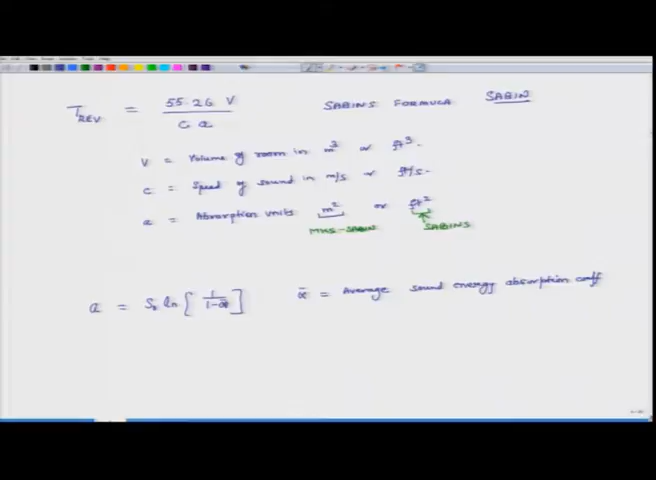 T_REV = 55.26 V / C a SABINS FORMULA SABIN
V = Volume of room in m³ or ft³.
c = Speed of sound in m/s or ft/s.
a = Absorption units m² or ft²
MKS-SABIN SABINS
a = S ln [ 1 / 1-ᾱ ] ᾱ = Average sound energy absorption coeff